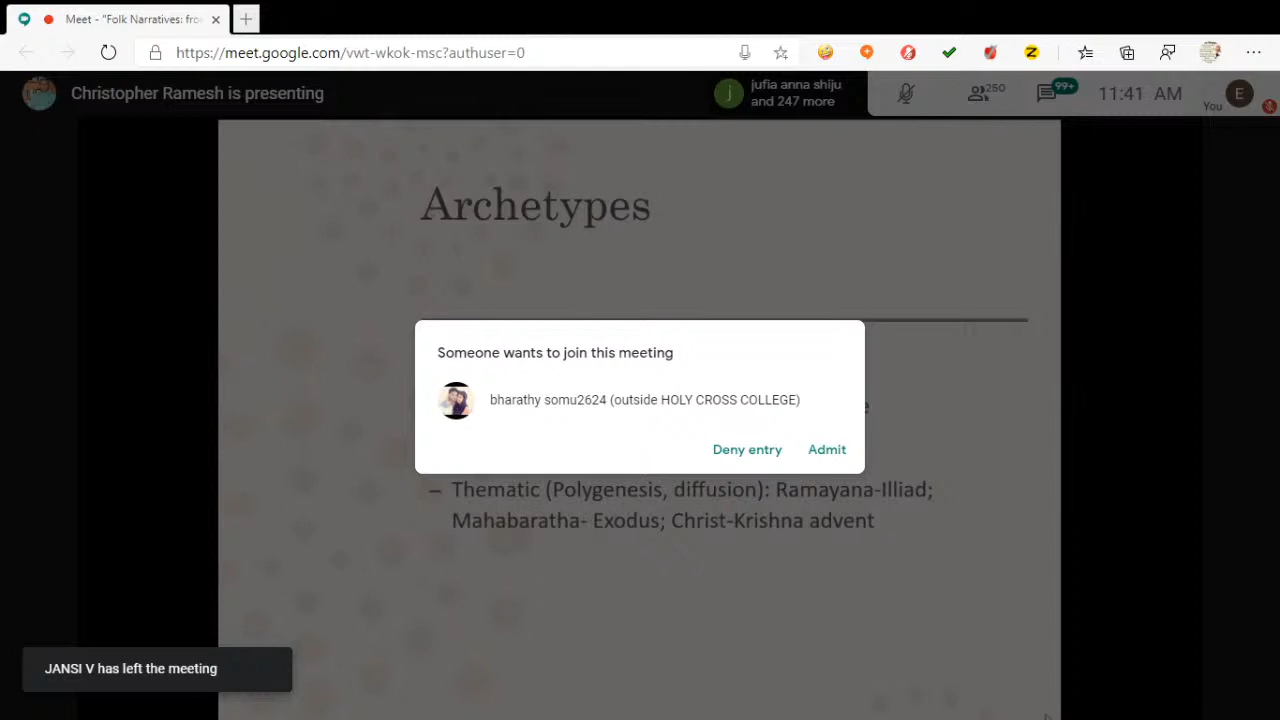 Meet - "Folk Narratives: fro
https://meet.google.com/vwt-wkok-msc?authuser=0
Christopher Ramesh is presenting
j
jufia anna shiju
and 247 more
250
99+
11:41 AM
You
E
Archetypes
Someone wants to join this meeting
bharathy somu2624 (outside HOLY CROSS COLLEGE)
Deny entry
Admit
– Thematic (Polygenesis, diffusion): Ramayana-Illiad;
Mahabaratha- Exodus; Christ-Krishna advent
JANSI V has left the meeting